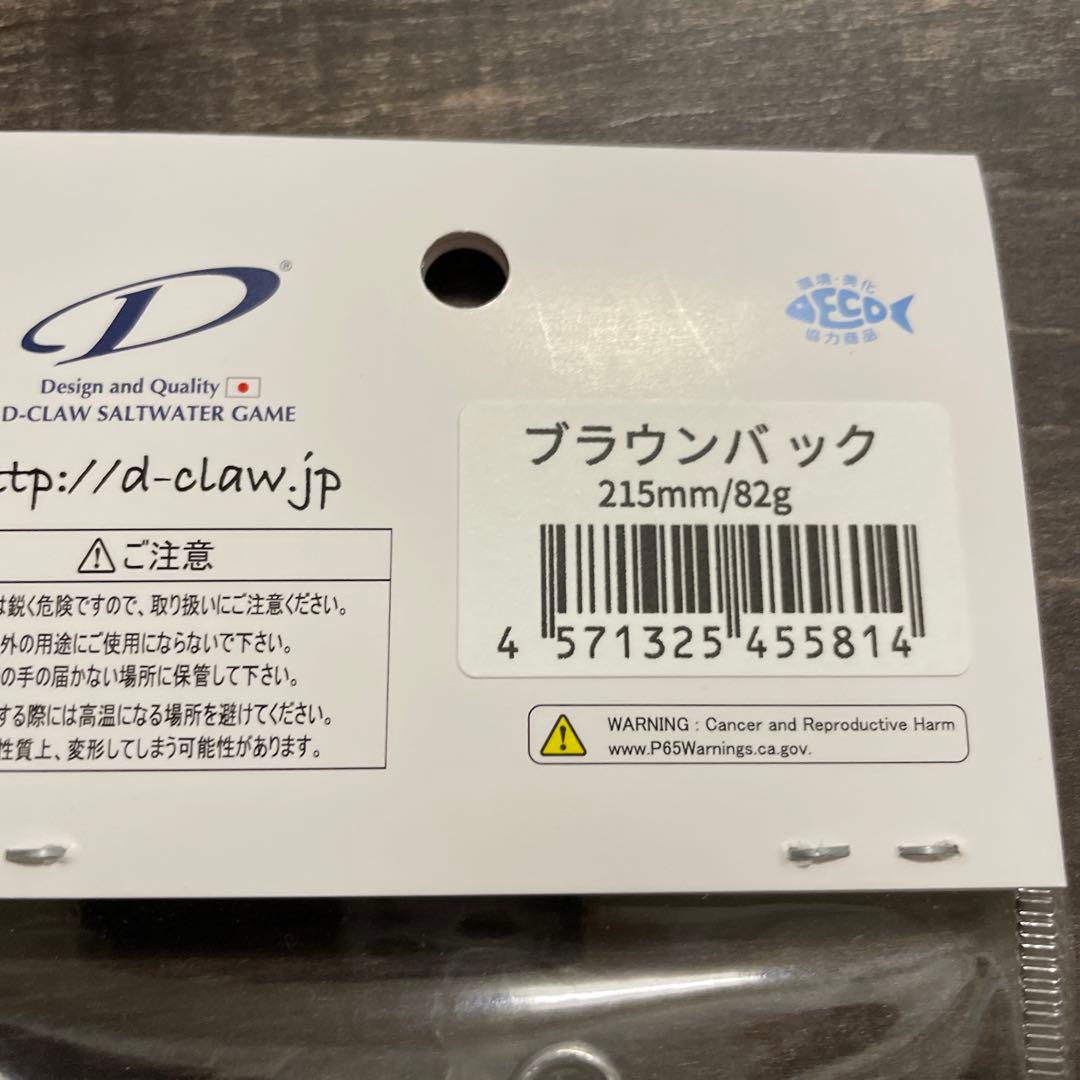 D®
Design and Quality
D-CLAW SALTWATER GAME
ttp://d-claw.jp
⚠ご注意
は鋭く危険ですので、取り扱いにご注意ください。
外の用途にご使用にならないで下さい。
の手の届かない場所に保管して下さい。
する際には高温になる場所を避けてください。
性質上、変形してしまう可能性があります。
環境・美化
ECO
協力商品
ブラウンバック
215mm/82g
4 571325 455814
WARNING : Cancer and Reproductive Harm
www.P65Warnings.ca.gov.